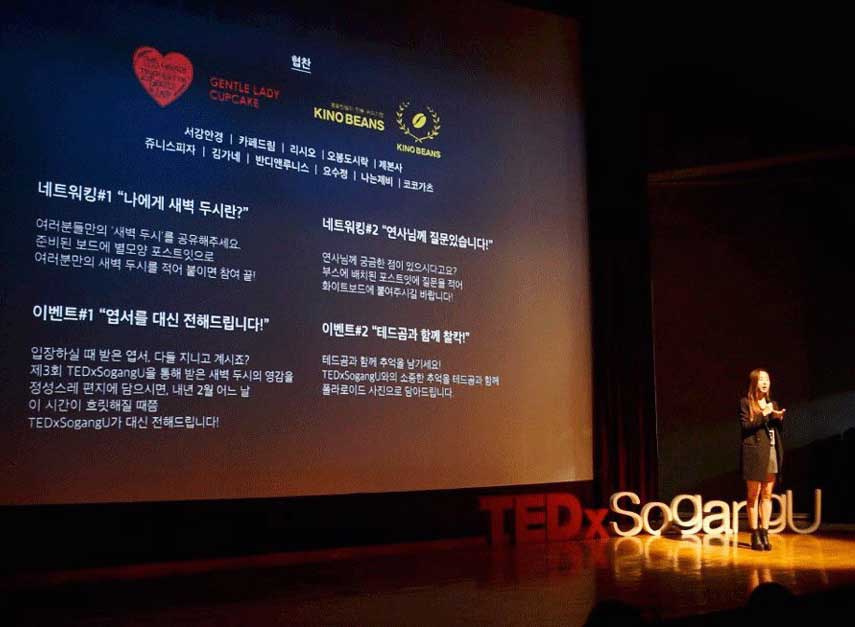 협찬
GENTLE LADY
CUPCAKE
KINO BEANS
KINO BEANS
서강안경 | 카페드림 | 리시오 | 오봉도시락 | 제본사
쥬니스피자 | 김가네 | 반디앤루니스 | 요수정 | 나는제비 | 코코가츠
네트워킹#1 “나에게 새벽 두시란?”
여러분들만의 '새벽 두시'를 공유해주세요.
준비된 보드에 별모양 포스트잇으로
여러분만의 새벽 두시를 적어 붙이면 참여 끝!
네트워킹#2 “연사님께 질문있습니다!”
연사님께 궁금한 점이 있으시다고요?
부스에 배치된 포스트잇에 질문을 적어
화이트보드에 붙여주시길 바랍니다!
이벤트#1 “엽서를 대신 전해드립니다!”
입장하실 때 받은 엽서, 다들 지니고 계시죠?
제3회 TEDxSogangU을 통해 받은 새벽 두시의 영감을
정성스레 편지에 담으시면, 내년 2월 어느 날
이 시간이 흐릿해질 때쯤
TEDxSogangU가 대신 전해드립니다!
이벤트#2 “테드곰과 함께 찰칵!”
테드곰과 함께 추억을 남기세요!
TEDxSogangU와의 소중한 추억을 테드곰과 함께
폴라로이드 사진으로 담아드립니다.
TEDxSogangU